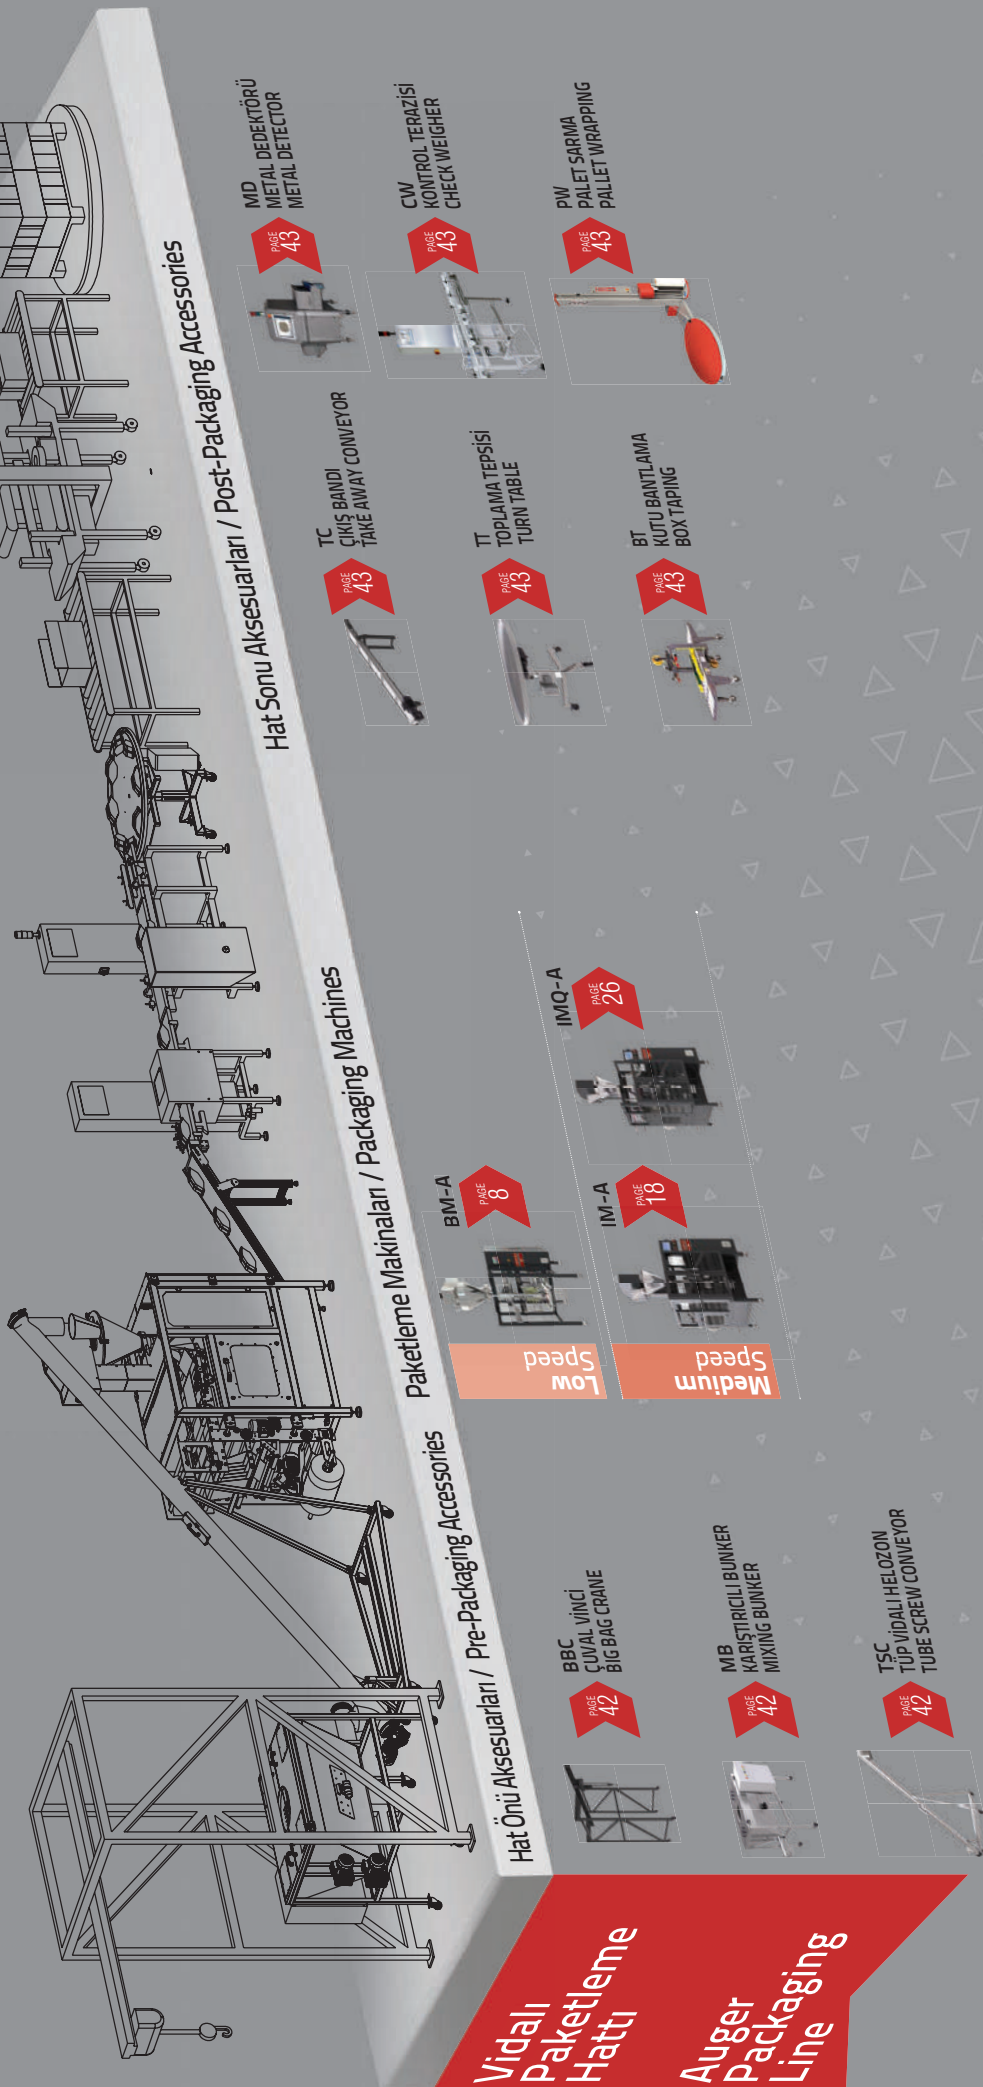 Vidalı
Paketleme
Hattı
Auger
Packaging
Line
Hat Önü Aksesuarları / Pre-Packaging Accessories
PAGE
42
BBC
ÇUVAL VİNCİ
BIG BAG CRANE
PAGE
42
MB
KARIŞTIRICILI BUNKER
MIXING BUNKER
PAGE
42
TSC
TÜP VİDALI HELOZON
TUBE SCREW CONVEYOR
Paketleme Makinaları / Packaging Machines
Low
Speed
BM-A
PAGE
8
Medium
Speed
IM-A
PAGE
18
IMQ-A
PAGE
26
Hat Sonu Aksesuarları / Post-Packaging Accessories
PAGE
43
TC
ÇIKIŞ BANDI
TAKE AWAY CONVEYOR
PAGE
43
TT
TOPLAMA TEPSİSİ
TURN TABLE
PAGE
43
BT
KUTU BANTLAMA
BOX TAPING
PAGE
43
MD
METAL DEDEKTÖRÜ
METAL DETECTOR
PAGE
43
CW
KONTROL TERAZİSİ
CHECK WEIGHER
PAGE
43
PW
PALET SARMA
PALLET WRAPPING